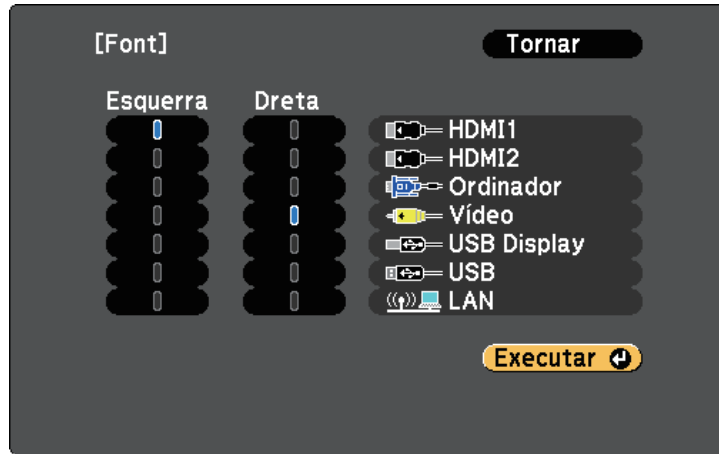 [Font]
Tornar
Esquerra Dreta
HDMI1
HDMI2
Ordinador
Vídeo
USB Display
USB
LAN
Executar